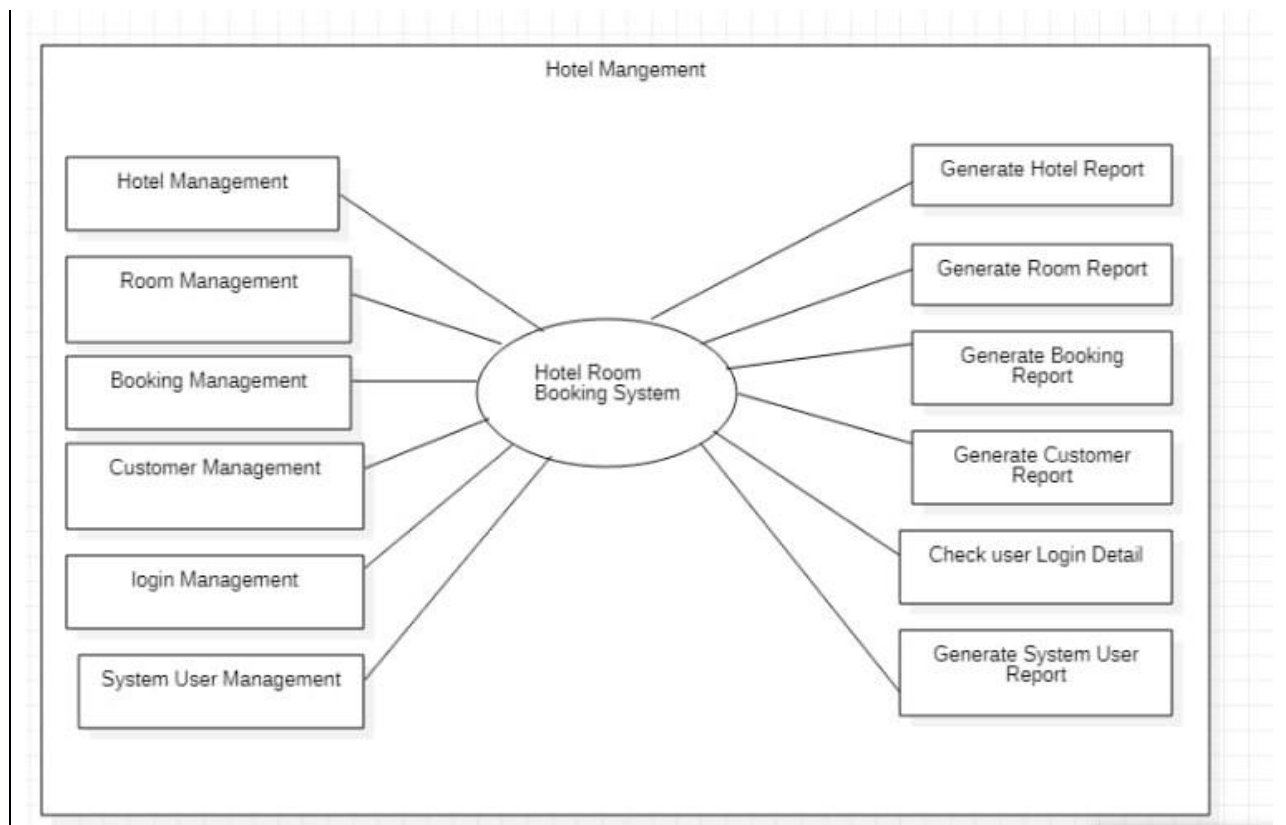 Hotel Mangement
Hotel Management
Room Management
Booking Management
Customer Management
login Management
System User Management
Hotel Room
Booking System
Generate Hotel Report
Generate Room Report
Generate Booking
Report
Generate Customer
Report
Check user Login Detail
Generate System User
Report